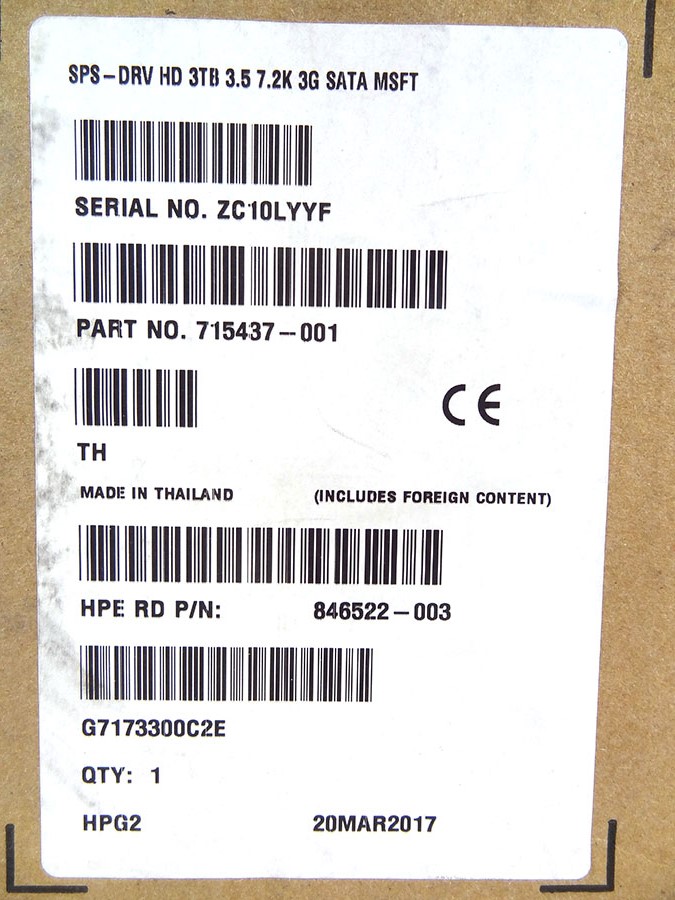 SPS-DRV HD 3TB 3.5 7.2K 3G SATA MSFT
SERIAL NO. ZC10LYYF
PART NO. 715437-001
CE
TH
MADE IN THAILAND (INCLUDES FOREIGN CONTENT)
HPE RD P/N: 846522-003
G7173300C2E
QTY: 1
HPG2 20MAR2017